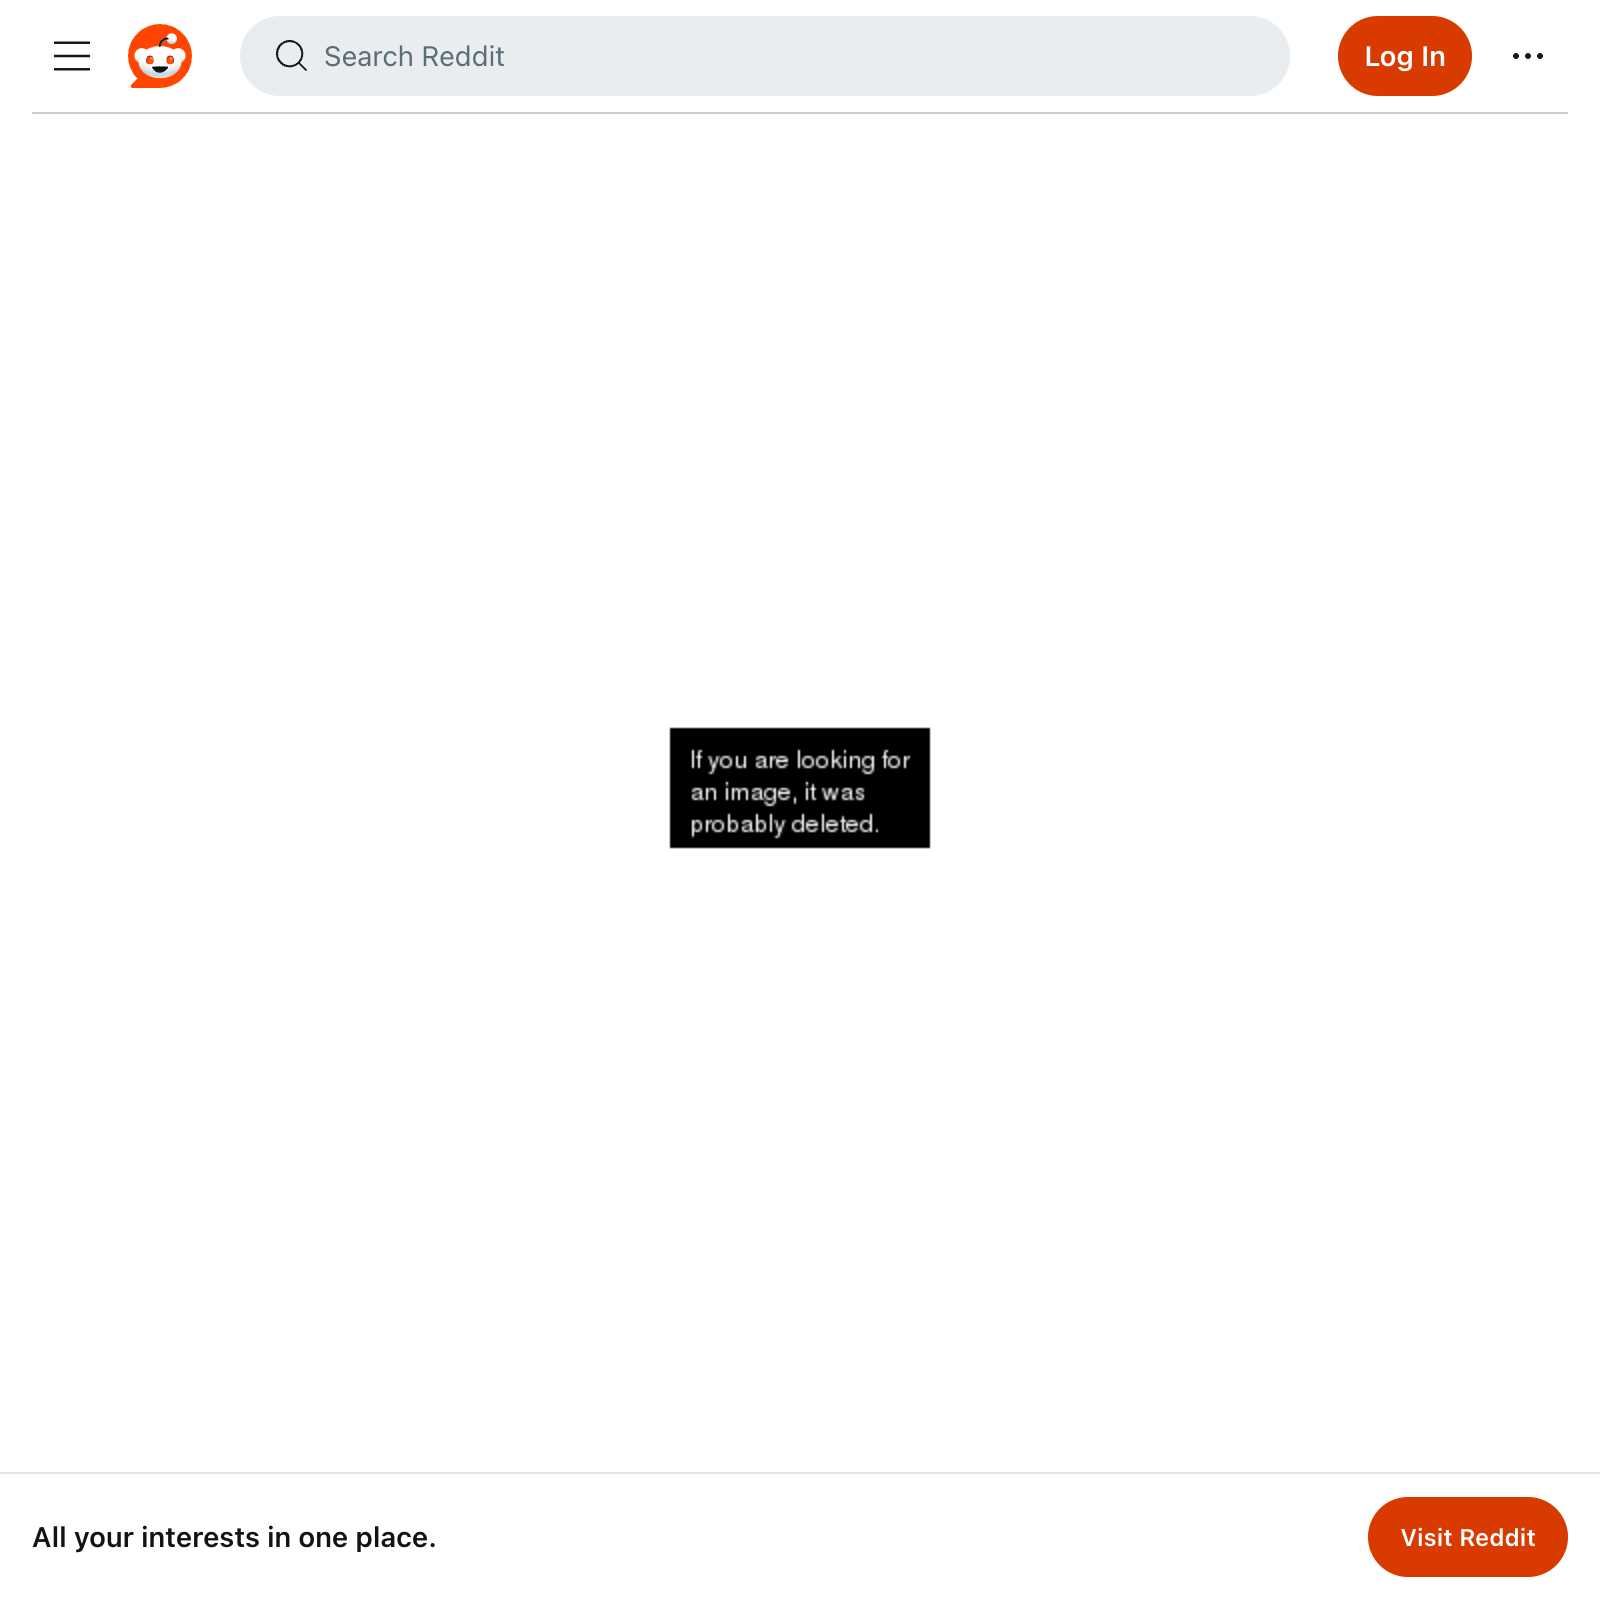 Search Reddit
Log In
If you are looking for
an image, it was
probably deleted.
All your interests in one place.
Visit Reddit